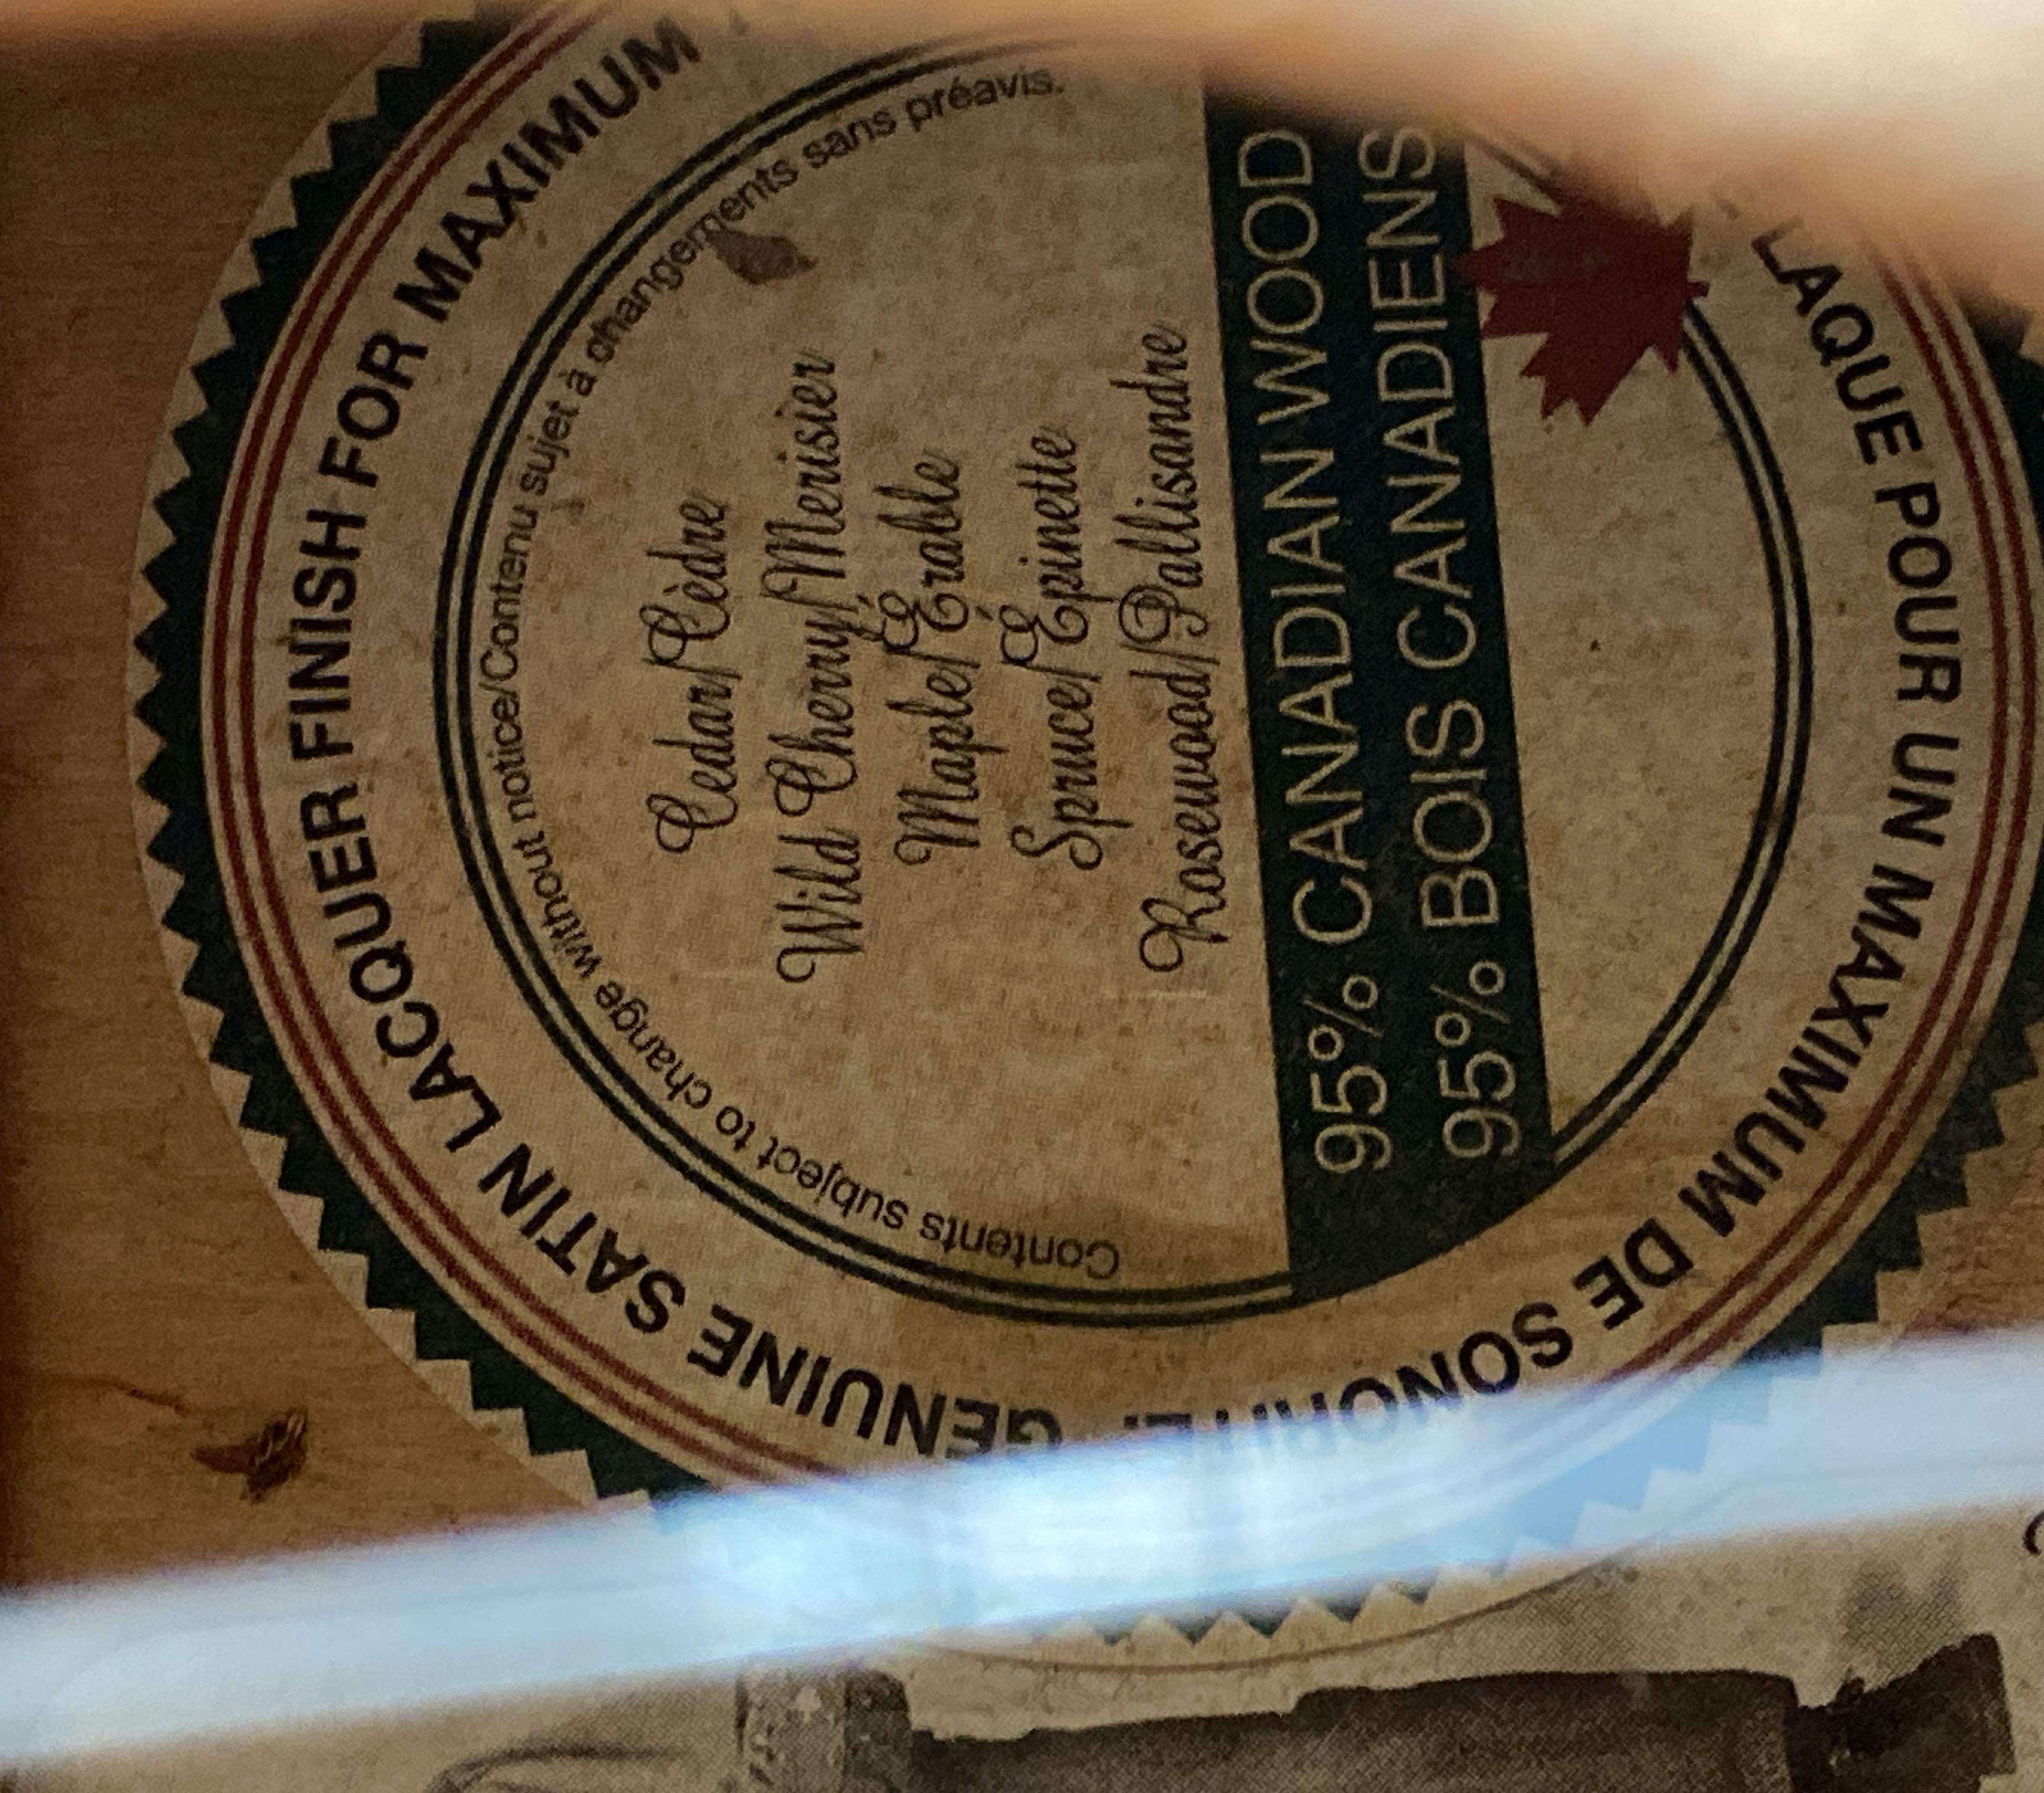 GENUINE SATIN LACQUER FINISH FOR MAXIMUM
LAQUE POUR UN MAXIMUM DE SONORITÉ.
Contents subject to change without notice/Contenu sujet à changements sans préavis.
Cedar/Cèdre
Wild Cherry/Merisier
Maple/Érable
Spruce/Épinette
Rosewood/Pallisandre
95% CANADIAN WOOD
95% BOIS CANADIENS